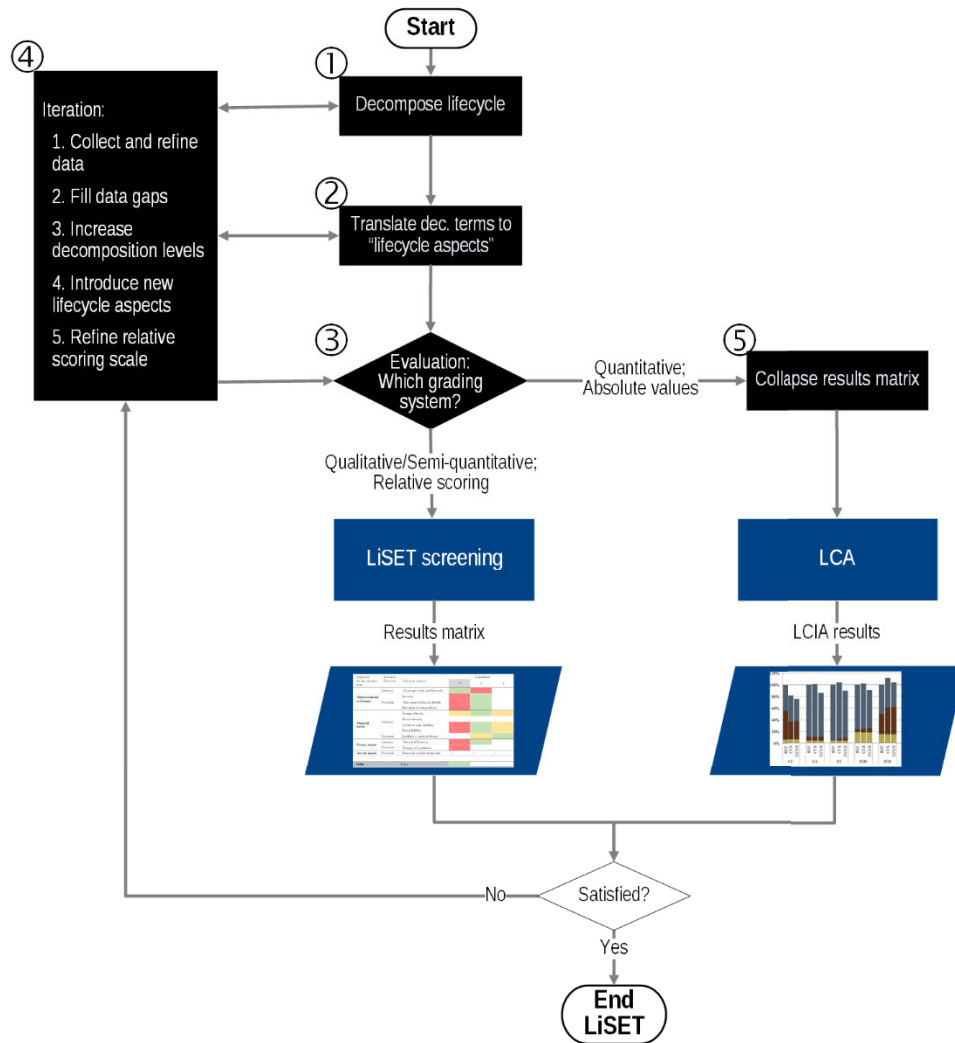 Start
④
①
Decompose lifecycle
Iteration:
1. Collect and refine
data
2. Fill data gaps
3. Increase
decomposition levels
4. Introduce new
lifecycle aspects
5. Refine relative
scoring scale
②
Translate dec. terms to
“lifecycle aspects”
③
Evaluation:
Which grading
system?
Quantitative;
Absolute values
⑤
Collapse results matrix
Qualitative/Semi-quantitative;
Relative scoring
LiSET screening
LCA
Results matrix
LCIA results
No
Satisfied?
Yes
End
LiSET